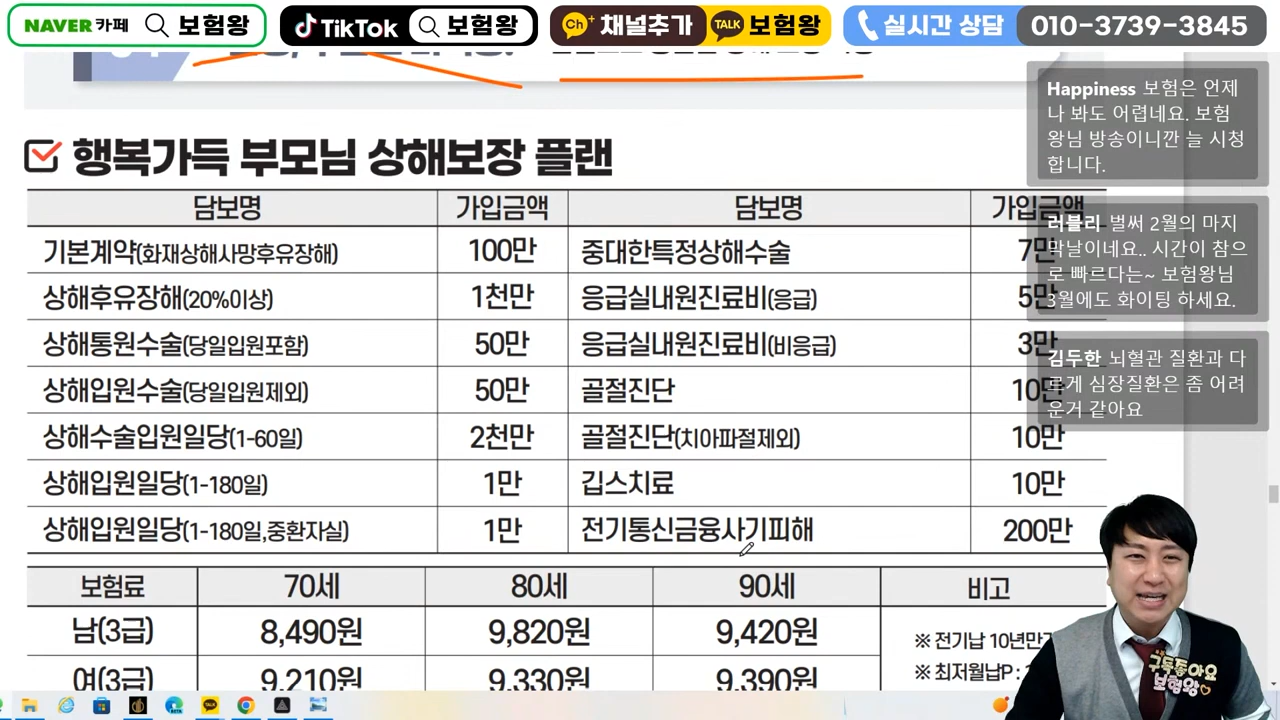 NAVER 카페 보험왕
TikTok 보험왕
Ch+ 채널추가 TALK 보험왕
실시간 상담 010-3739-3845
Happiness 보험은 언제
나 봐도 어렵네요. 보험
왕님 방송이니깐 늘 시청
합니다.
러블리 벌써 2월의 마지
막날이네요.. 시간이 참으
로 빠르다는~ 보험왕님
3월에도 화이팅 하세요.
김두한 뇌혈관 질환과 다
르게 심장질환은 좀 어려
운거 같아요
행복가득 부모님 상해보장 플랜
담보명 가입금액 담보명 가입금액
기본계약(화재상해사망후유장해) 100만 중대한특정상해수술 7만
상해후유장해(20%이상) 1천만 응급실내원진료비(응급) 5만
상해통원수술(당일입원포함) 50만 응급실내원진료비(비응급) 3만
상해입원수술(당일입원제외) 50만 골절진단 10만
상해수술입원일당(1-60일) 2천만 골절진단(치아파절제외) 10만
상해입원일당(1-180일) 1만 깁스치료 10만
상해입원일당(1-180일,중환자실) 1만 전기통신금융사기피해 200만
보험료 70세 80세 90세 비고
남(3급) 8,490원 9,820원 9,420원
※ 전기납 10년만기
여(3급) 9,210원 9,330원 9,390원
※ 최저월납P :
구독좋아요
보험왕